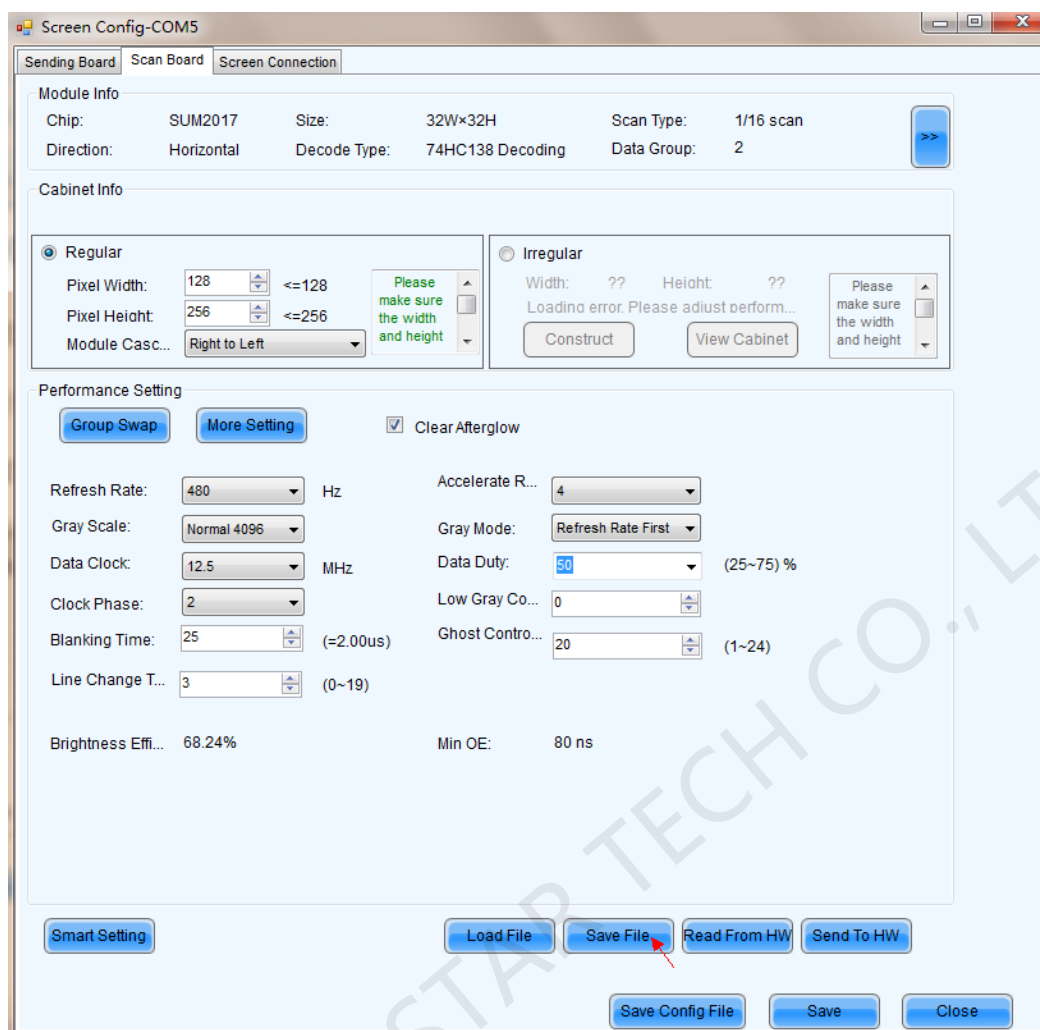 Screen Config-COM5
Sending Board Scan Board Screen Connection
Module Info
Chip: SUM2017 Size: 32W×32H Scan Type: 1/16 scan
Direction: Horizontal Decode Type: 74HC138 Decoding Data Group: 2
>>
Cabinet Info
Regular
Pixel Width: 128 <=128
Pixel Height: 256 <=256
Module Casc... Right to Left
Please
make sure
the width
and height
Irregular
Width: ?? Height: ??
Loading error. Please adjust perform...
Construct View Cabinet
Please
make sure
the width
and height
Performance Setting
Group Swap More Setting Clear Afterglow
Refresh Rate: 480 Hz Accelerate R... 4
Gray Scale: Normal 4096 Gray Mode: Refresh Rate First
Data Clock: 12.5 MHz Data Duty: 50 (25~75) %
Clock Phase: 2 Low Gray Co... 0
Blanking Time: 25 (=2.00us) Ghost Contro... 20 (1~24)
Line Change T... 3 (0~19)
Brightness Effi... 68.24% Min OE: 80 ns
Smart Setting Load File Save File Read From HW Send To HW
Save Config File Save Close
STAR TECH CO., LT